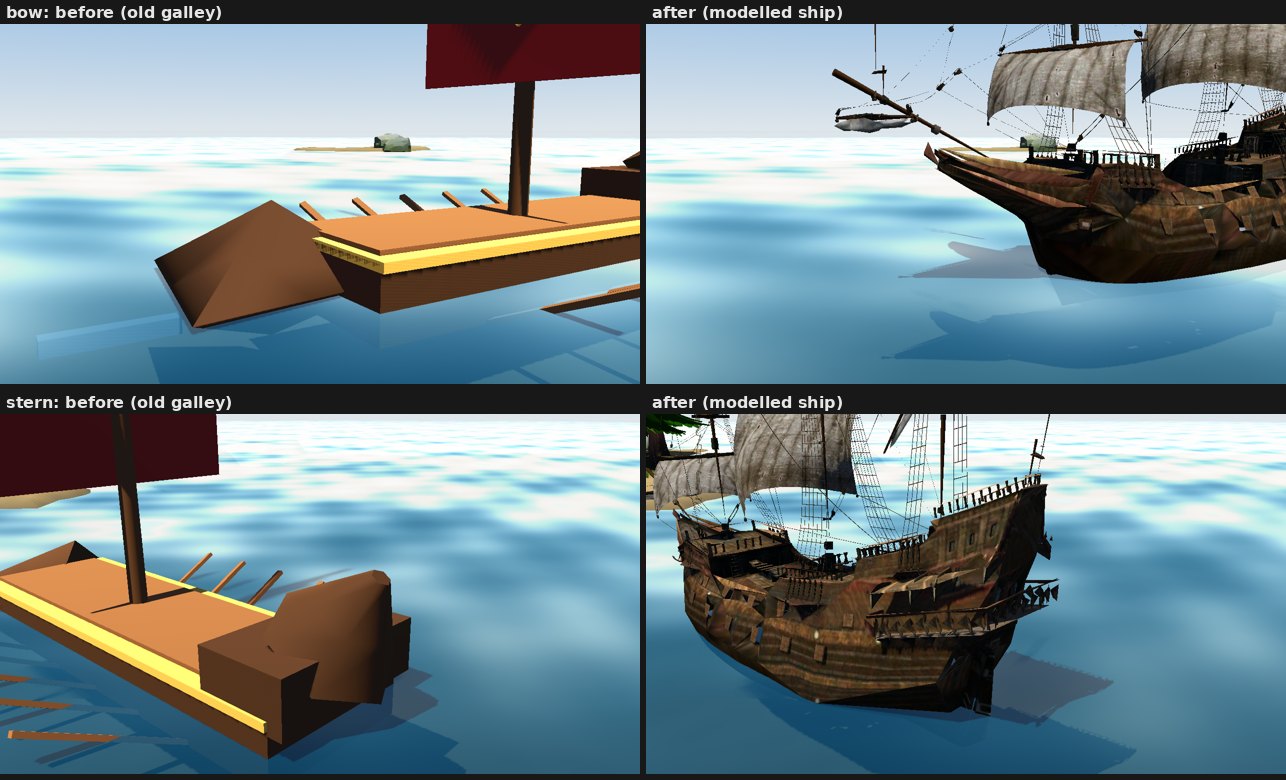 bow: before (old galley)
after (modelled ship)
stern: before (old galley)
after (modelled ship)